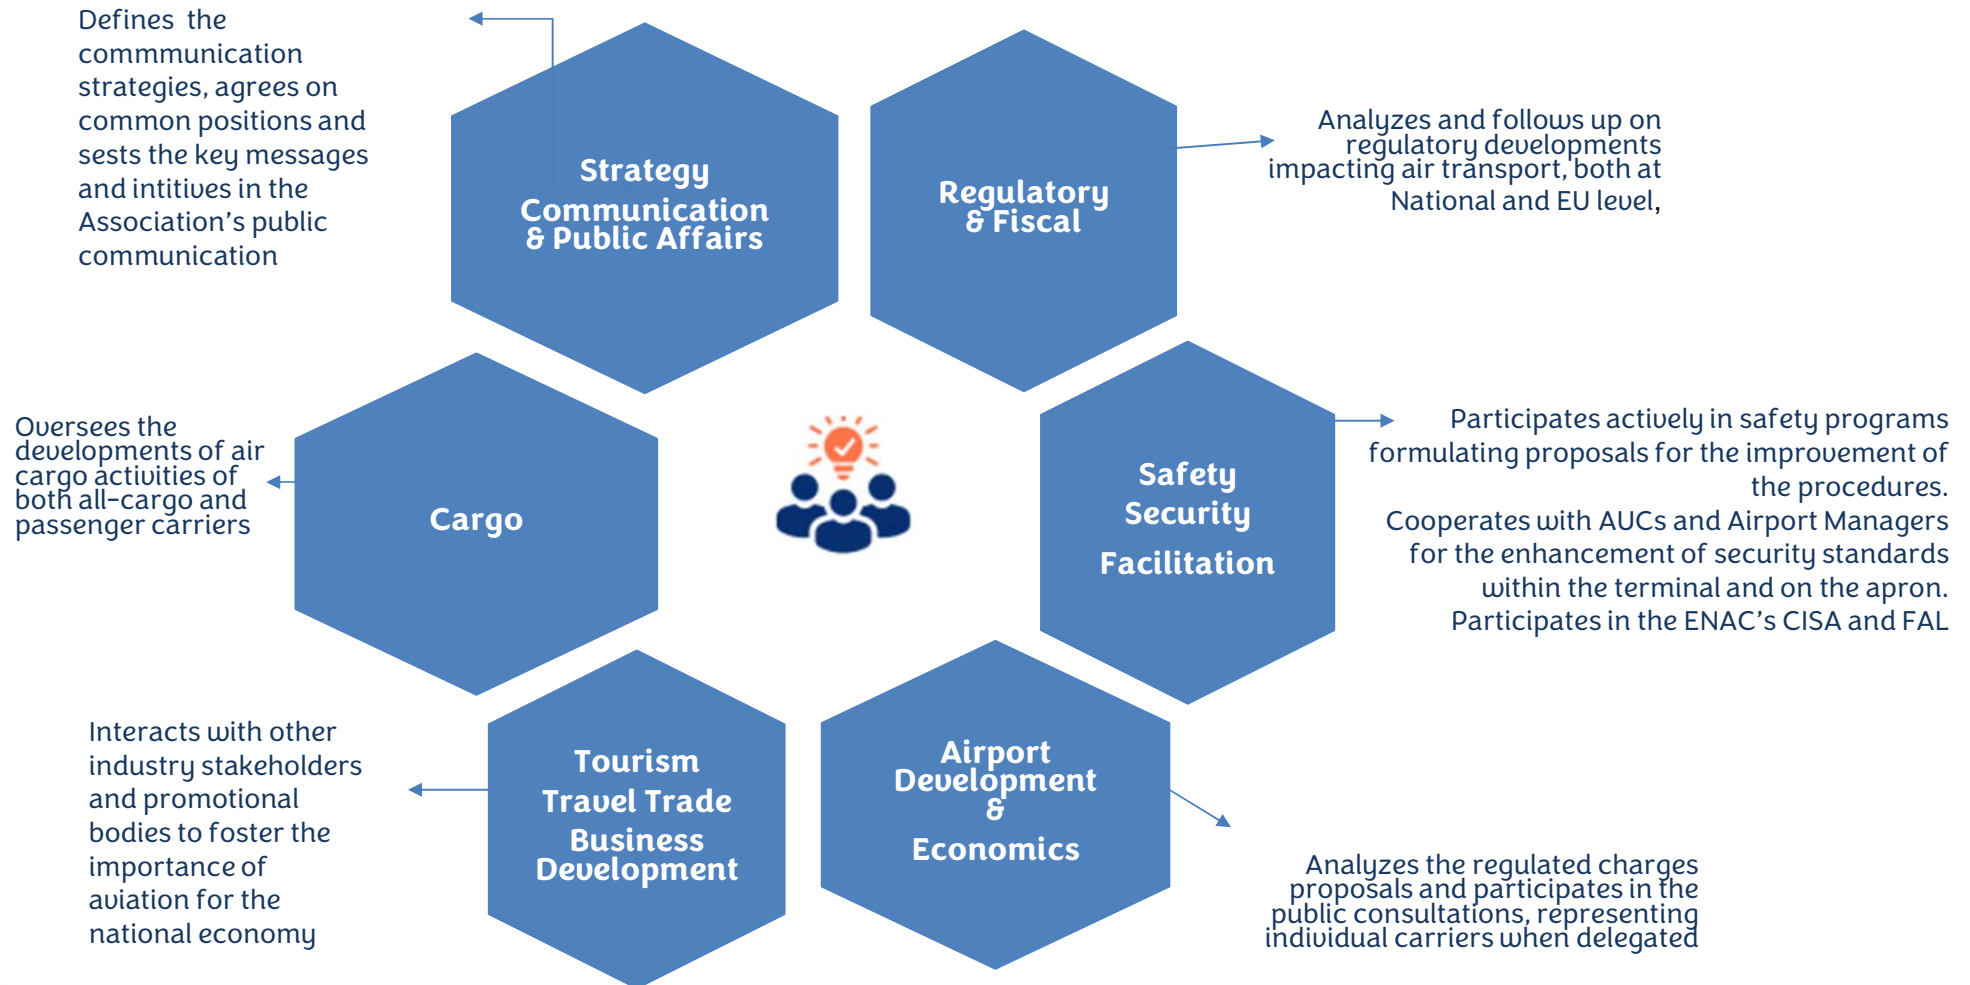 Defines the
commmunication
strategies, agrees on
common positions and
sests the key messages
and intitives in the
Association’s public
communication
Strategy
Communication
& Public Affairs
Regulatory
& Fiscal
Analyzes and follows up on
regulatory developments
impacting air transport, both at
National and EU level,
Oversees the
developments of air
cargo activities of
both all-cargo and
passenger carriers
Cargo
Safety
Security
Facilitation
Participates actively in safety programs
formulating proposals for the improvement of
the procedures.
Cooperates with AUCs and Airport Managers
for the enhancement of security standards
within the terminal and on the apron.
Participates in the ENAC’s CISA and FAL
Interacts with other
industry stakeholders
and promotional
bodies to foster the
importance of
aviation for the
national economy
Tourism
Travel Trade
Business
Development
Airport
Development
&
Economics
Analyzes the regulated charges
proposals and participates in the
public consultations, representing
individual carriers when delegated